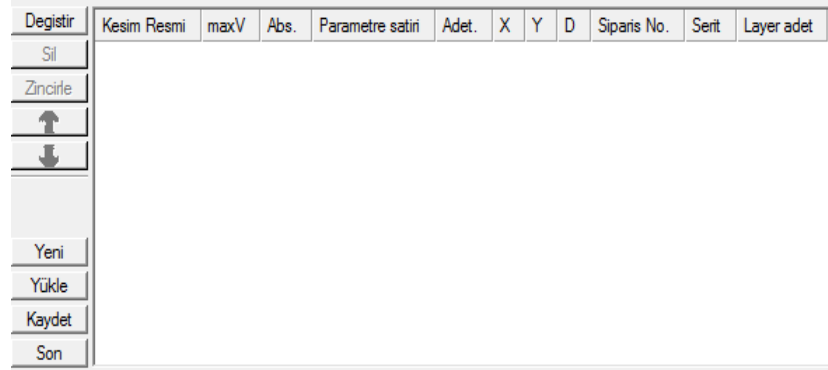 Degistir
Kesim Resmi maxV Abs. Parametre satiri Adet. X Y D Siparis No. Serit Layer adet
Sil
Zincirle
Yeni
Yükle
Kaydet
Son